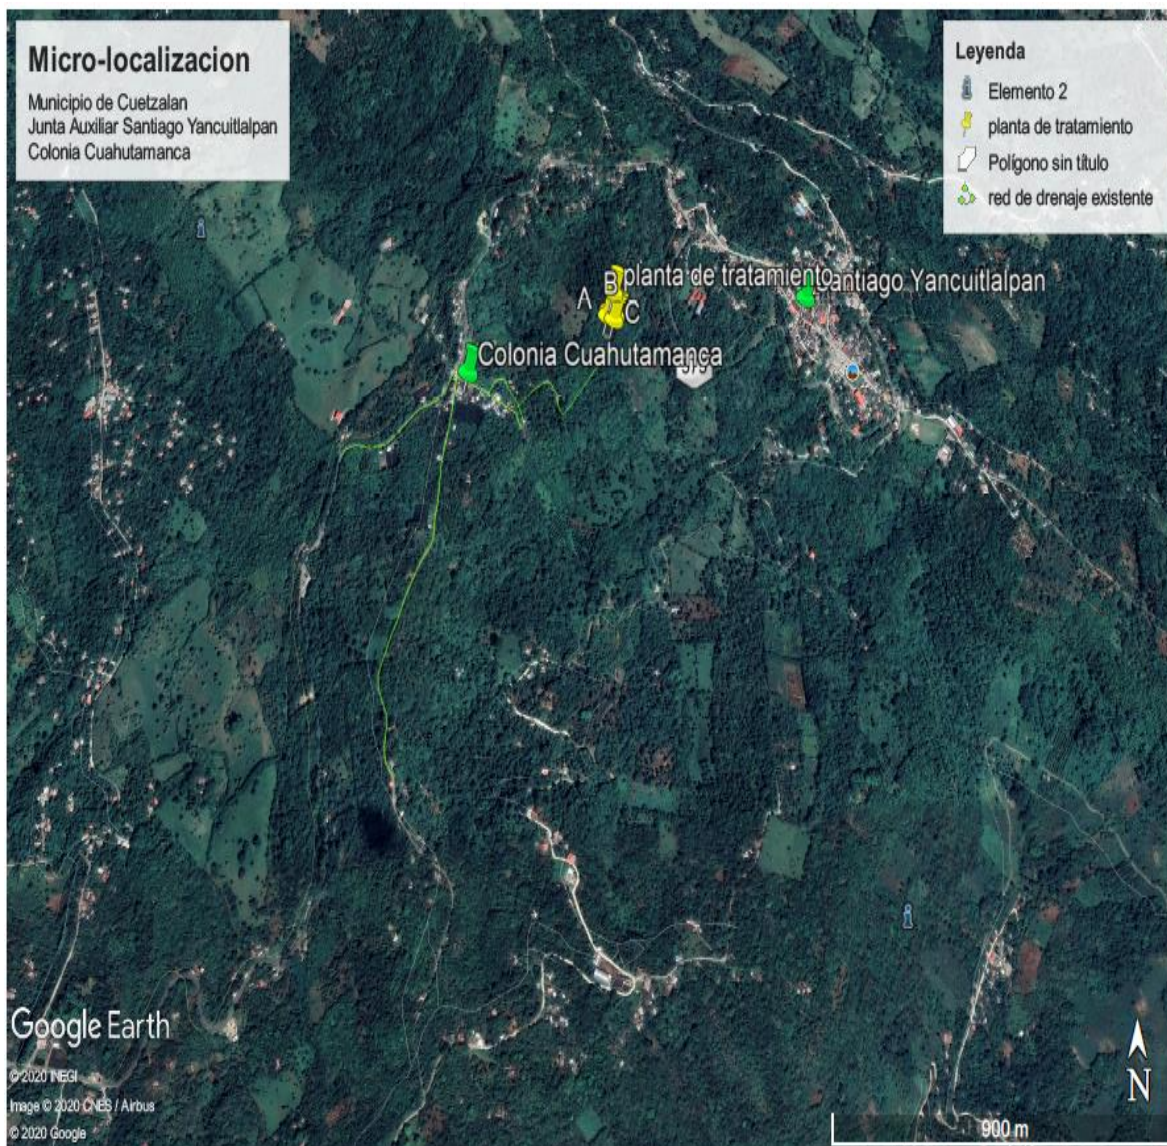 Micro-localizacion
Municipio de Cuetzalan
Junta Auxiliar Santiago Yancuitlalpan
Colonia Cuahutamanca
Leyenda
Elemento 2
planta de tratamiento
Polígono sin título
red de drenaje existente
A
B
C
planta de tratamiento
Santiago Yancuitlalpan
Colonia Cuahutamanca
Google Earth
© 2020 INEGI
Image © 2020 CNES / Airbus
© 2020 Google
N
900 m